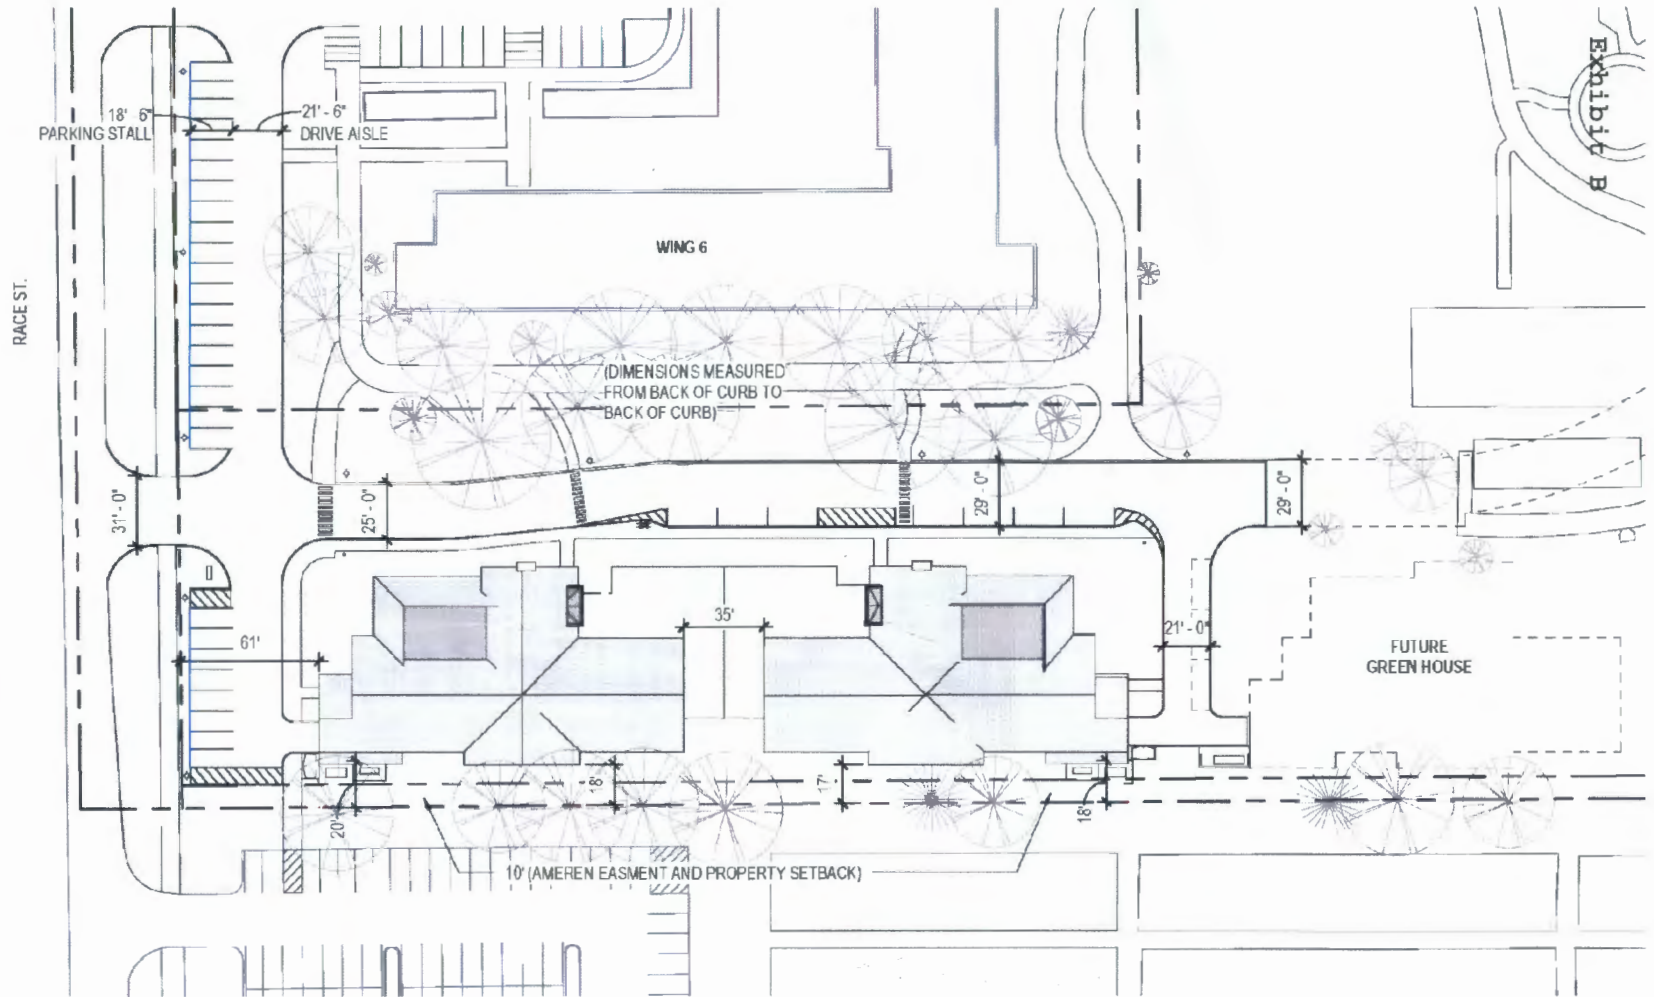 Exhibit B
18' - 6"
PARKING STALL
21' - 6"
DRIVE AISLE
WING 6
RACE ST.
(DIMENSIONS MEASURED
FROM BACK OF CURB TO
BACK OF CURB)
31' - 0"
25' - 0"
29' - 0"
29' - 0"
35'
61'
21' - 0"
FUTURE
GREEN HOUSE
17'
20'
18'
10' (AMEREN EASMENT AND PROPERTY SETBACK)